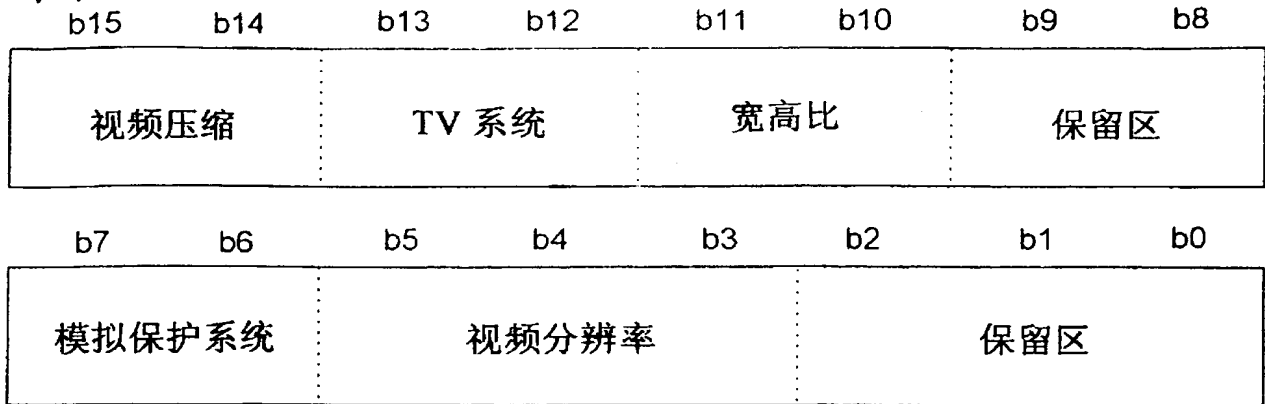 b15 b14 b13 b12 b11 b10 b9 b8
视频压缩 TV 系统 宽高比 保留区
b7 b6 b5 b4 b3 b2 b1 b0
模拟保护系统 视频分辨率 保留区